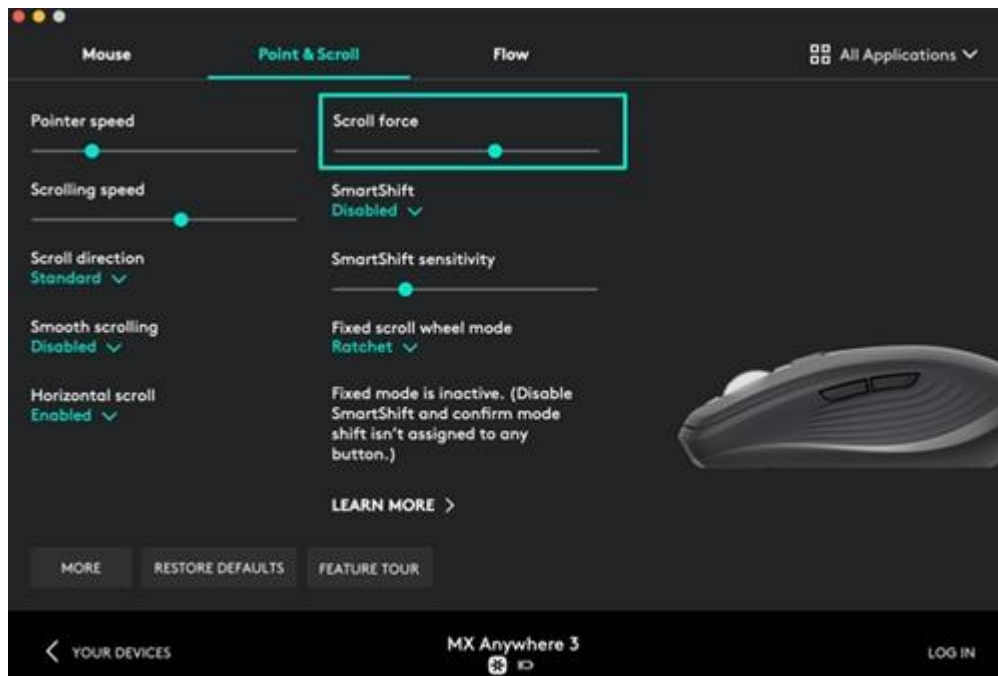 Mouse
Point & Scroll
Flow
All Applications
Pointer speed
Scrolling speed
Scroll direction
Standard
Smooth scrolling
Disabled
Horizontal scroll
Enabled
Scroll force
SmartShift
Disabled
SmartShift sensitivity
Fixed scroll wheel mode
Ratchet
Fixed mode is inactive. (Disable
SmartShift and confirm mode
shift isn't assigned to any
button.)
LEARN MORE
MORE
RESTORE DEFAULTS
FEATURE TOUR
YOUR DEVICES
MX Anywhere 3
LOG IN